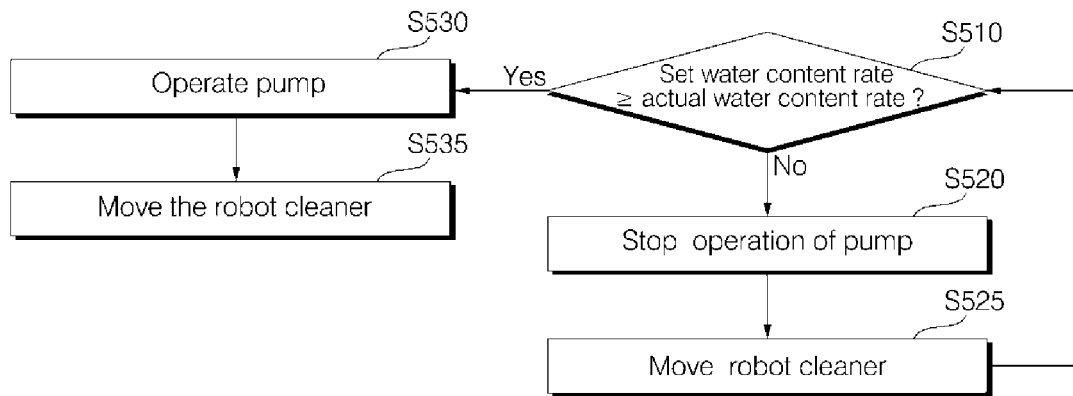 S530
Operate pump
S535
Move the robot cleaner
Yes
S510
Set water content rate
≥ actual water content rate ?
No
S520
Stop operation of pump
S525
Move robot cleaner